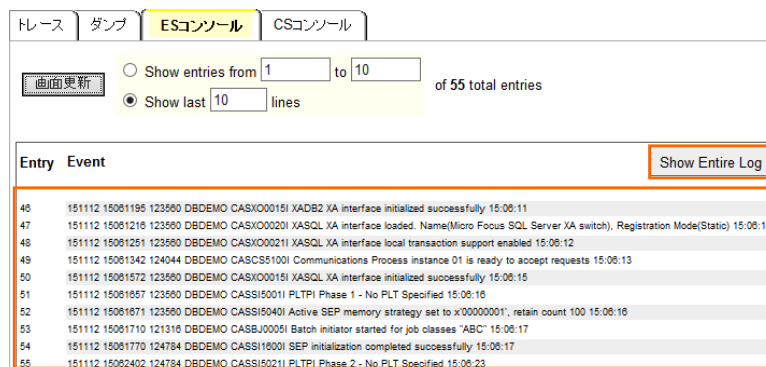 トレース ダンプ ESコンソール CSコンソール
画面更新
Show entries from 1 to 10
Show last 10 lines
of 55 total entries
Entry Event
Show Entire Log
46 151112 15061195 123560 DBDEMO CASXO0015I XADB2 XA interface initialized successfully 15:06:11
47 151112 15061216 123560 DBDEMO CASXO0020I XASQL XA interface loaded. Name(Micro Focus SQL Server XA switch), Registration Mode(Static) 15:06:1
48 151112 15061251 123560 DBDEMO CASXO0021I XASQL XA interface local transaction support enabled 15:06:12
49 151112 15061342 124044 DBDEMO CASCS5100I Communications Process instance 01 is ready to accept requests 15:06:13
50 151112 15061572 123560 DBDEMO CASXO0015I XASQL XA interface initialized successfully 15:06:15
51 151112 15061657 123560 DBDEMO CASSI5001I PLTPI Phase 1 - No PLT Specified 15:06:16
52 151112 15061671 123560 DBDEMO CASSI5040I Active SEP memory strategy set to x'00000001', retain count 100 15:06:16
53 151112 15061710 121316 DBDEMO CASBJ0005I Batch initiator started for job classes "ABC" 15:06:17
54 151112 15061770 124784 DBDEMO CASSI1600I SEP initialization completed successfully 15:06:17
55 151112 15062402 124784 DBDEMO CASSI5021I PLTPI Phase 2 - No PLT Specified 15:06:23